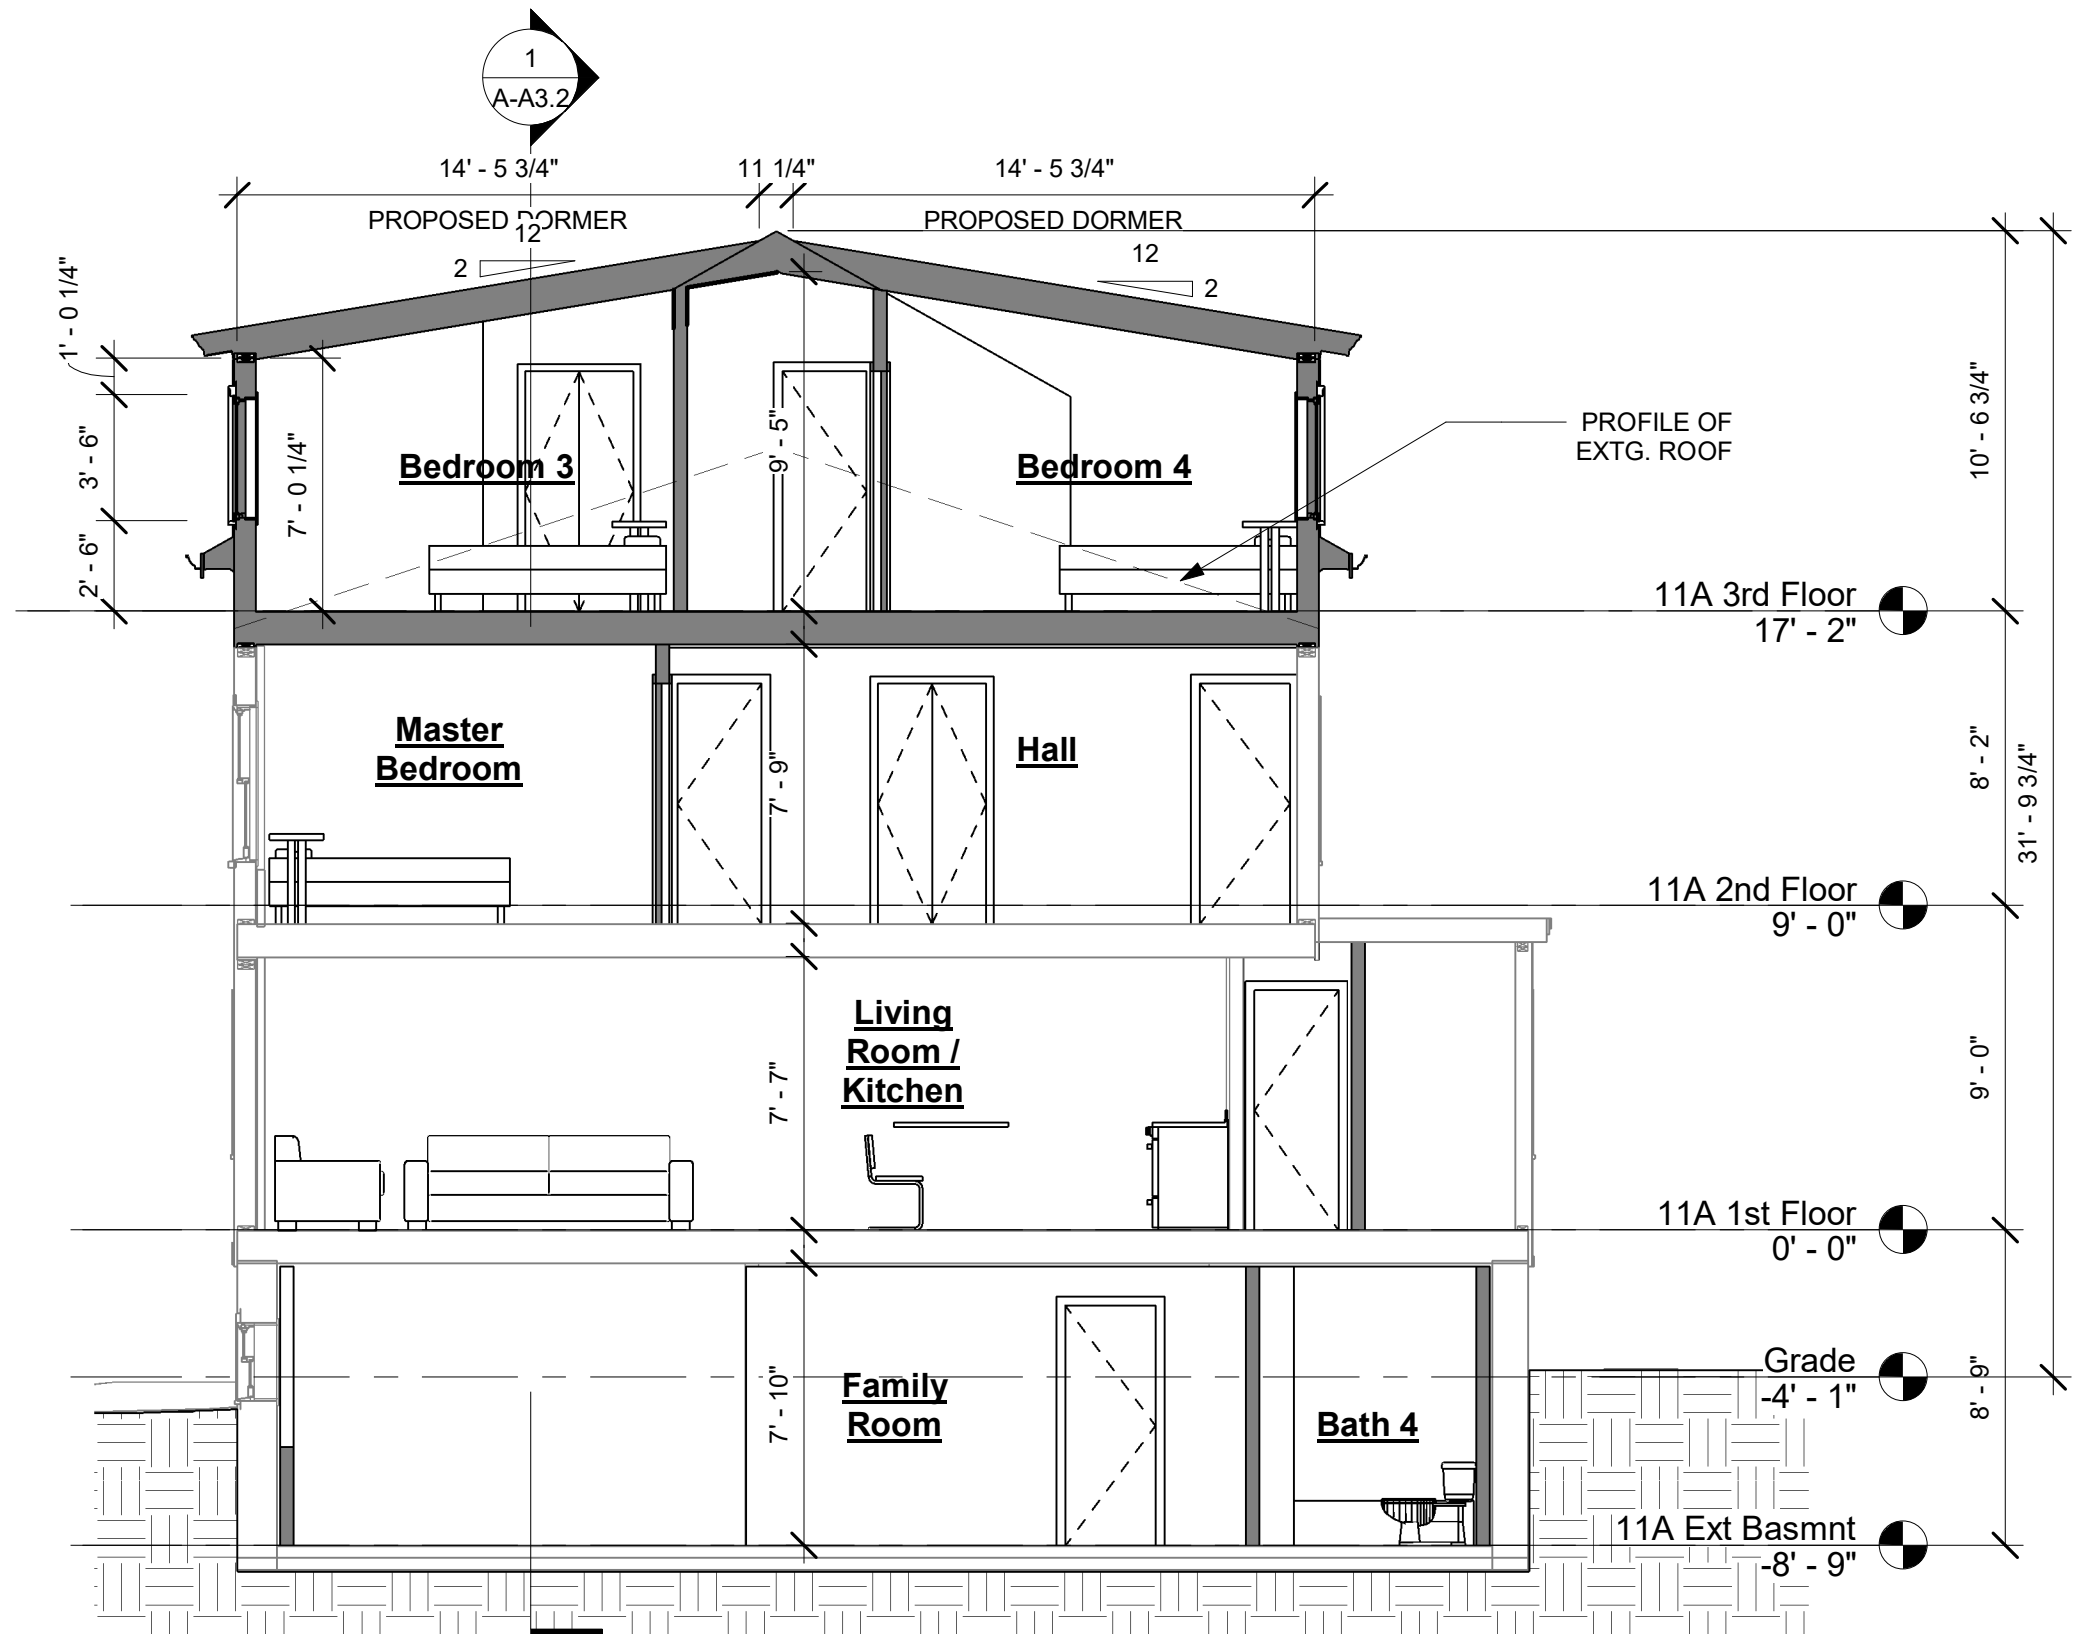 1
A-A3.2
14' - 5 3/4"
11 1/4"
14' - 5 3/4"
PROPOSED DORMER
PROPOSED DORMER
12
2
12
2
1' - 0 1/4"
3' - 6"
2' - 6"
7' - 0 1/4"
9' - 5"
10' - 6 3/4"
Bedroom 3
Bedroom 4
PROFILE OF
EXTG. ROOF
11A 3rd Floor
17' - 2"
Master
Bedroom
7' - 9"
Hall
8' - 2"
31' - 9 3/4"
11A 2nd Floor
9' - 0"
Living
Room /
Kitchen
7' - 7"
9' - 0"
11A 1st Floor
0' - 0"
Family
Room
7' - 10"
Bath 4
Grade
-4' - 1"
8' - 9"
11A Ext Basmnt
-8' - 9"